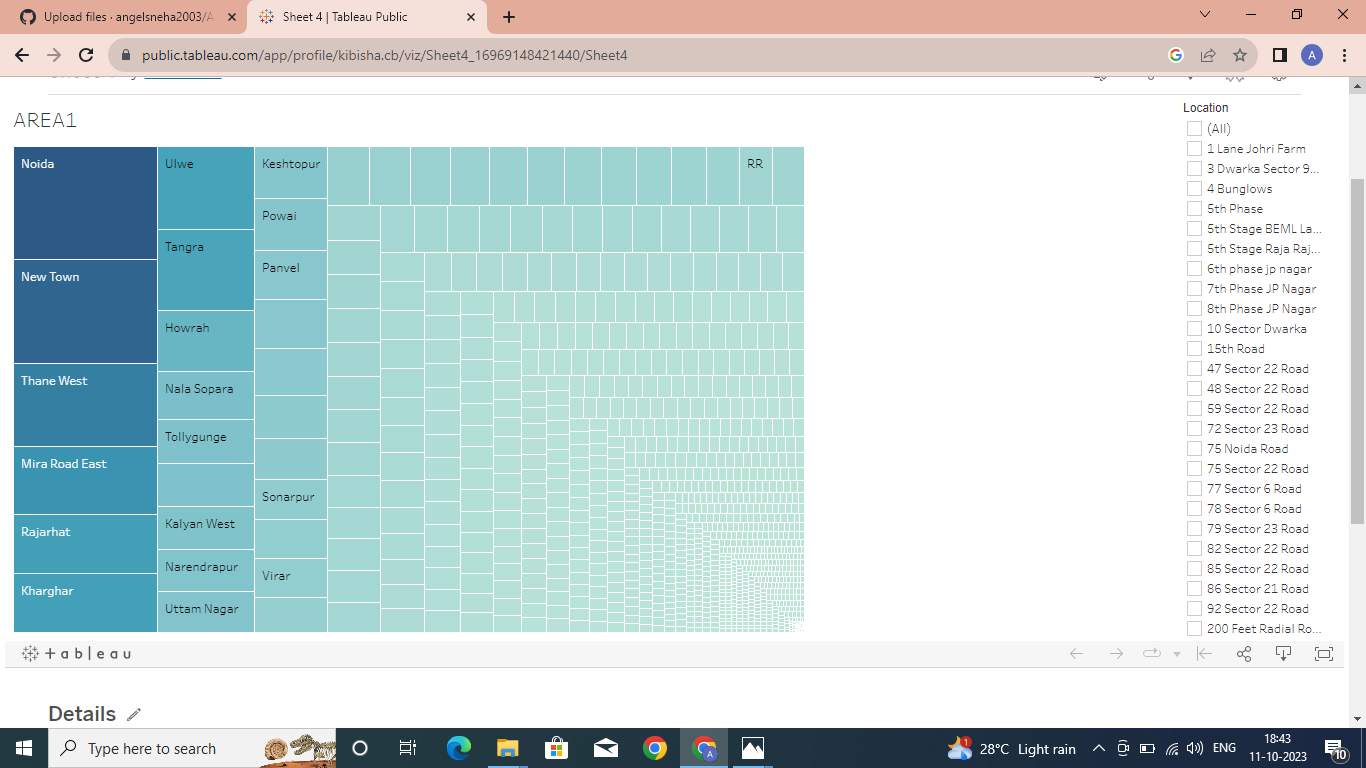 Upload files · angelsneha2003/A
Sheet 4 | Tableau Public
public.tableau.com/app/profile/kibisha.cb/viz/Sheet4_16969148421440/Sheet4
A
AREA1
Noida
New Town
Thane West
Mira Road East
Rajarhat
Kharghar
Ulwe
Tangra
Howrah
Nala Sopara
Tollygunge
Kalyan West
Narendrapur
Uttam Nagar
Keshtopur
Powai
Panvel
Sonarpur
Virar
RR
Location
(All)
1 Lane Johri Farm
3 Dwarka Sector 9...
4 Bunglows
5th Phase
5th Stage BEML La...
5th Stage Raja Raj...
6th phase jp nagar
7th Phase JP Nagar
8th Phase JP Nagar
10 Sector Dwarka
15th Road
47 Sector 22 Road
48 Sector 22 Road
59 Sector 22 Road
72 Sector 23 Road
75 Noida Road
75 Sector 22 Road
77 Sector 6 Road
78 Sector 6 Road
79 Sector 23 Road
82 Sector 22 Road
85 Sector 22 Road
86 Sector 21 Road
92 Sector 22 Road
200 Feet Radial Ro...
+ a b | e a u
Details
Type here to search
A
1
28°C Light rain
ENG
18:43
11-10-2023
10